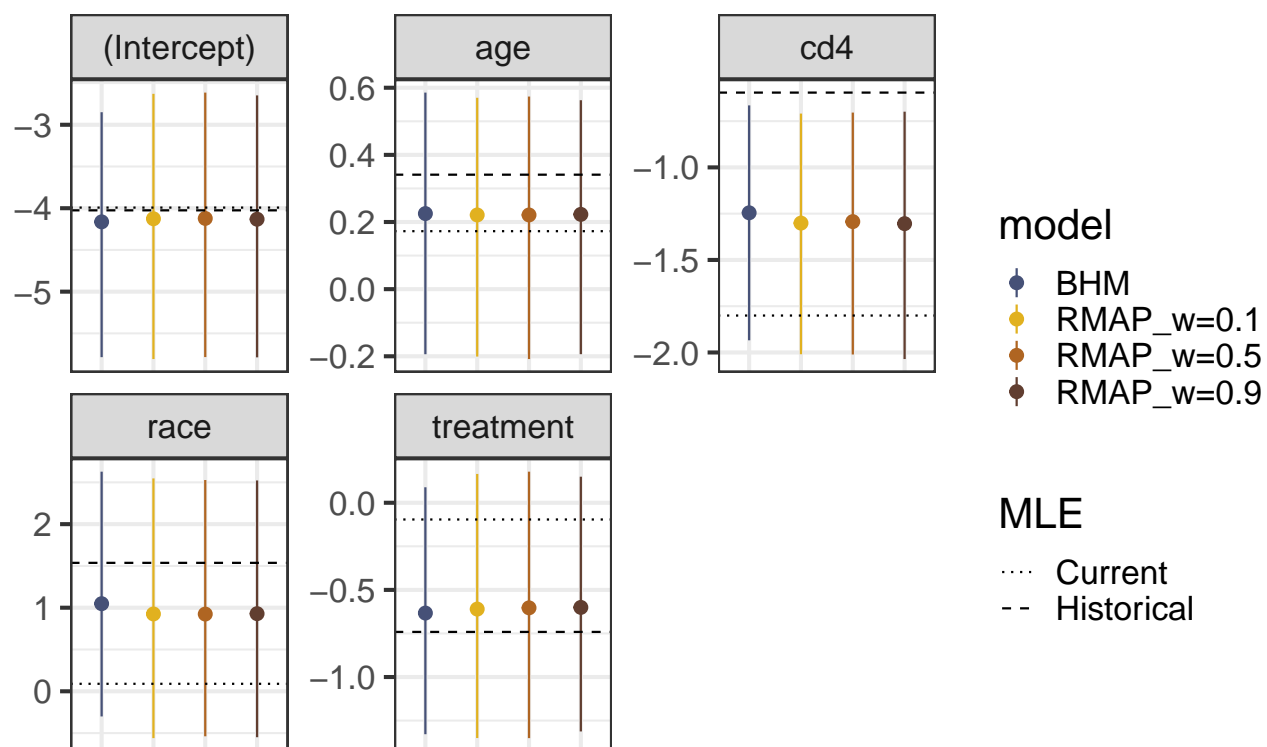 (Intercept)
age
cd4
−3
−4
−5
0.6
0.4
0.2
0.0
−0.2
−1.0
−1.5
−2.0
race
treatment
2
1
0
0.0
−0.5
−1.0
model
BHM
RMAP_w=0.1
RMAP_w=0.5
RMAP_w=0.9
MLE
Current
Historical